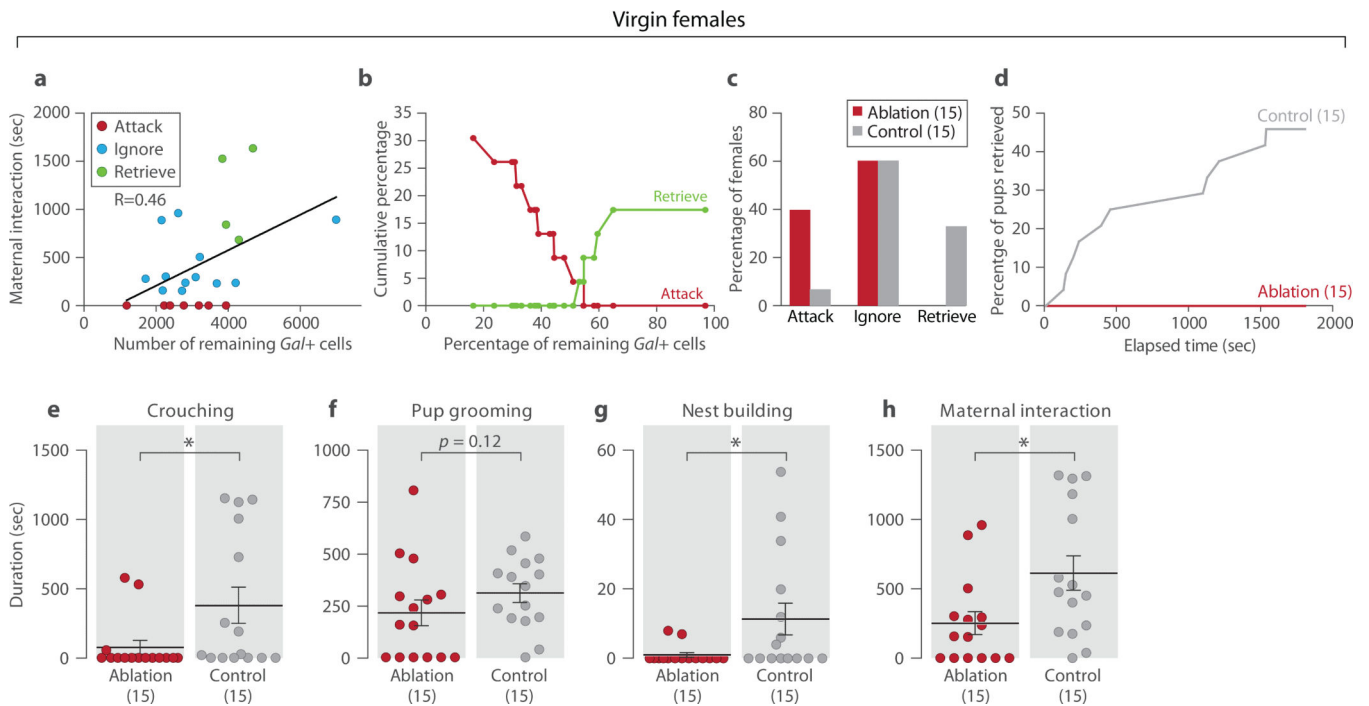 Virgin females
a
Maternal interaction (sec)
2000
1500
1000
500
0
Attack
Ignore
Retrieve
R=0.46
0 2000 4000 6000
Number of remaining Gal+ cells
b
Cumulative percentage
35
30
25
20
15
10
5
0
Retrieve
Attack
0 20 40 60 80 100
Percentage of remaining Gal+ cells
c
Percentage of females
80
60
40
20
0
Ablation (15)
Control (15)
Attack Ignore Retrieve
d
Percentge of pups retrieved
50
40
30
20
10
0
Control (15)
Ablation (15)
0 500 1000 1500 2000
Elapsed time (sec)
e
Crouching
Duration (sec)
1500
1000
500
0
*
Ablation
(15)
Control
(15)
f
Pup grooming
1000
750
500
250
0
p = 0.12
Ablation
(15)
Control
(15)
g
Nest building
60
40
20
0
*
Ablation
(15)
Control
(15)
h
Maternal interaction
1500
1000
500
0
*
Ablation
(15)
Control
(15)